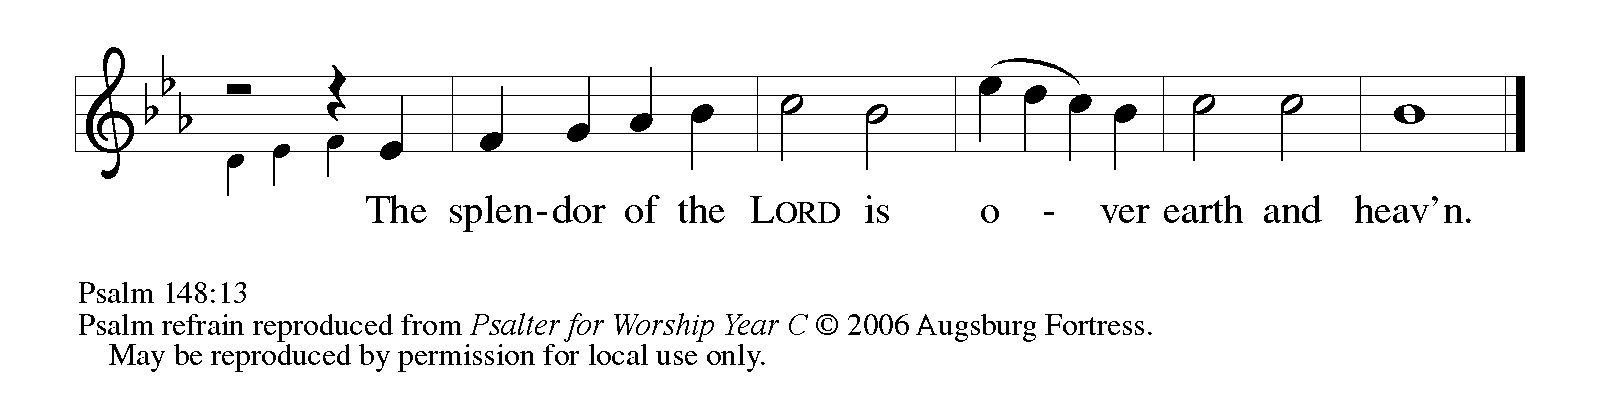 The splen-dor of the LORD is o - ver earth and heav’n.
Psalm 148:13
Psalm refrain reproduced from Psalter for Worship Year C © 2006 Augsburg Fortress.
May be reproduced by permission for local use only.